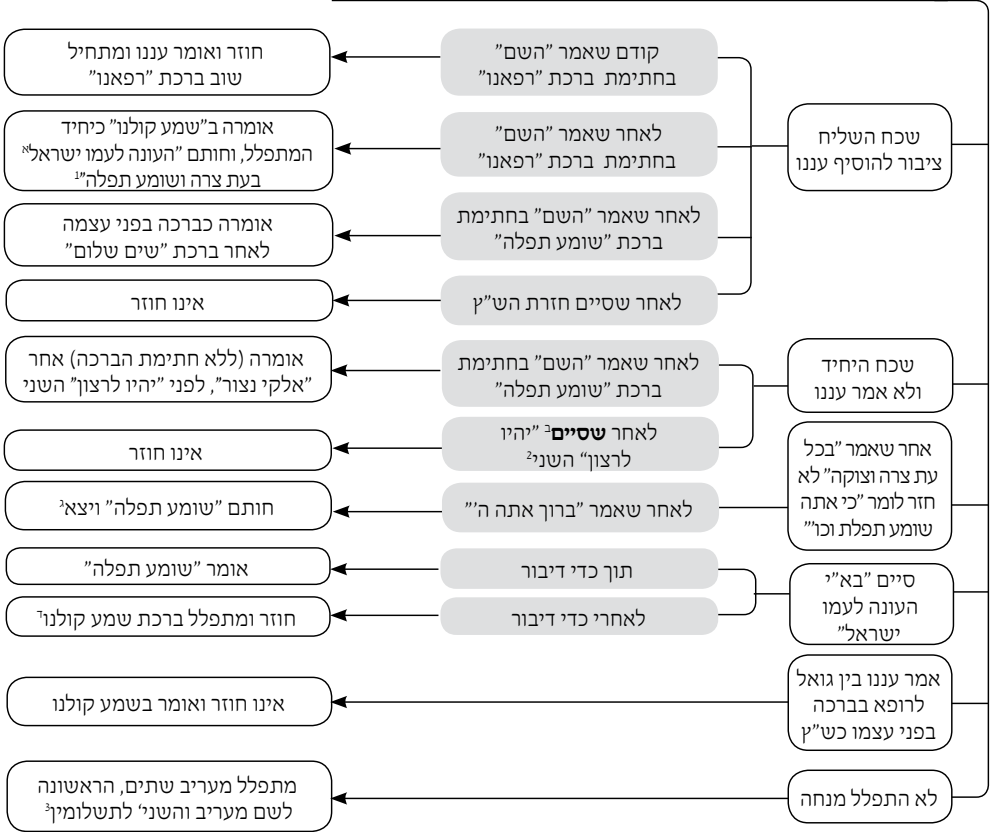 שכח השליח
ציבור להוסיף עננו
קודם שאמר "השם"
בחתימת ברכת "רפאנו"
חוזר ואומר עננו ומתחיל
שוב ברכת "רפאנו"
לאחר שאמר "השם"
בחתימת ברכת "רפאנו"
אומרה ב"שמע קולנו" כיחיד
המתפלל, וחותם "העונה לעמו ישראלא
בעת צרה ושומע תפלה"1
לאחר שאמר "השם" בחתימת
ברכת "שומע תפלה"
אומרה כברכה בפני עצמה
לאחר ברכת "שים שלום"
לאחר שסיים חזרת הש"ץ
אינו חוזר
שכח היחיד
ולא אמר עננו
לאחר שאמר "השם" בחתימת
ברכת "שומע תפלה"
אומרה (ללא חתימת הברכה) אחר
"אלקי נצור", לפני "יהיו לרצון" השני
לאחר שסייםב "יהיו
לרצון" השני2
אינו חוזר
אחר שאמר "בכל
עת צרה וצוקה" לא
חזר לומר "כי אתה
שומע תפלת וכו'"
לאחר שאמר "ברוך אתה ה'"
חותם "שומע תפלה" ויצאג
סיים "בא"י
העונה לעמו
ישראל"
תוך כדי דיבור
אומר "שומע תפלה"
לאחרי כדי דיבור
חוזר ומתפלל ברכת שמע קולנוד
אמר עננו בין גואל
לרופא בברכה
בפני עצמו כש"ץ
אינו חוזר ואומר בשמע קולנו
לא התפלל מנחה
מתפלל מעריב שתים, הראשונה
לשם מעריב והשני' לתשלומין3